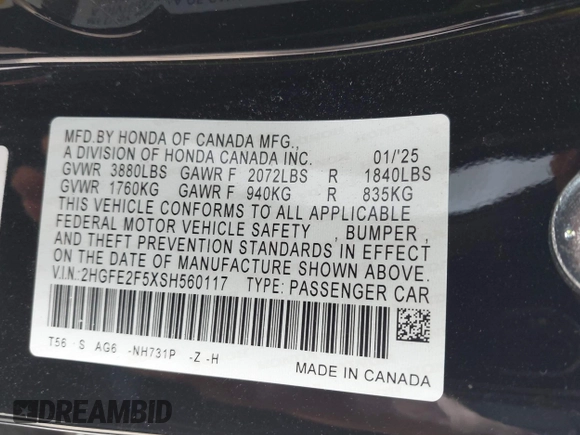 MFD.BY HONDA OF CANADA MFG.,
A DIVISION OF HONDA CANADA INC. 01/'25
GVWR 3880LBS GAWR F 2072LBS R 1840LBS
GVWR 1760KG GAWR F 940KG R 835KG
THIS VEHICLE CONFORMS TO ALL APPLICABLE
FEDERAL MOTOR VEHICLE SAFETY , BUMPER ,
AND THEFT PREVENTION STANDARDS IN EFFECT
ON THE DATE OF MANUFACTURE SHOWN ABOVE.
V.I.N.:2HGFE2F5XSH560117 TYPE: PASSENGER CAR
T56 S AG6 -NH731P -Z -H
MADE IN CANADA
DREAMBID